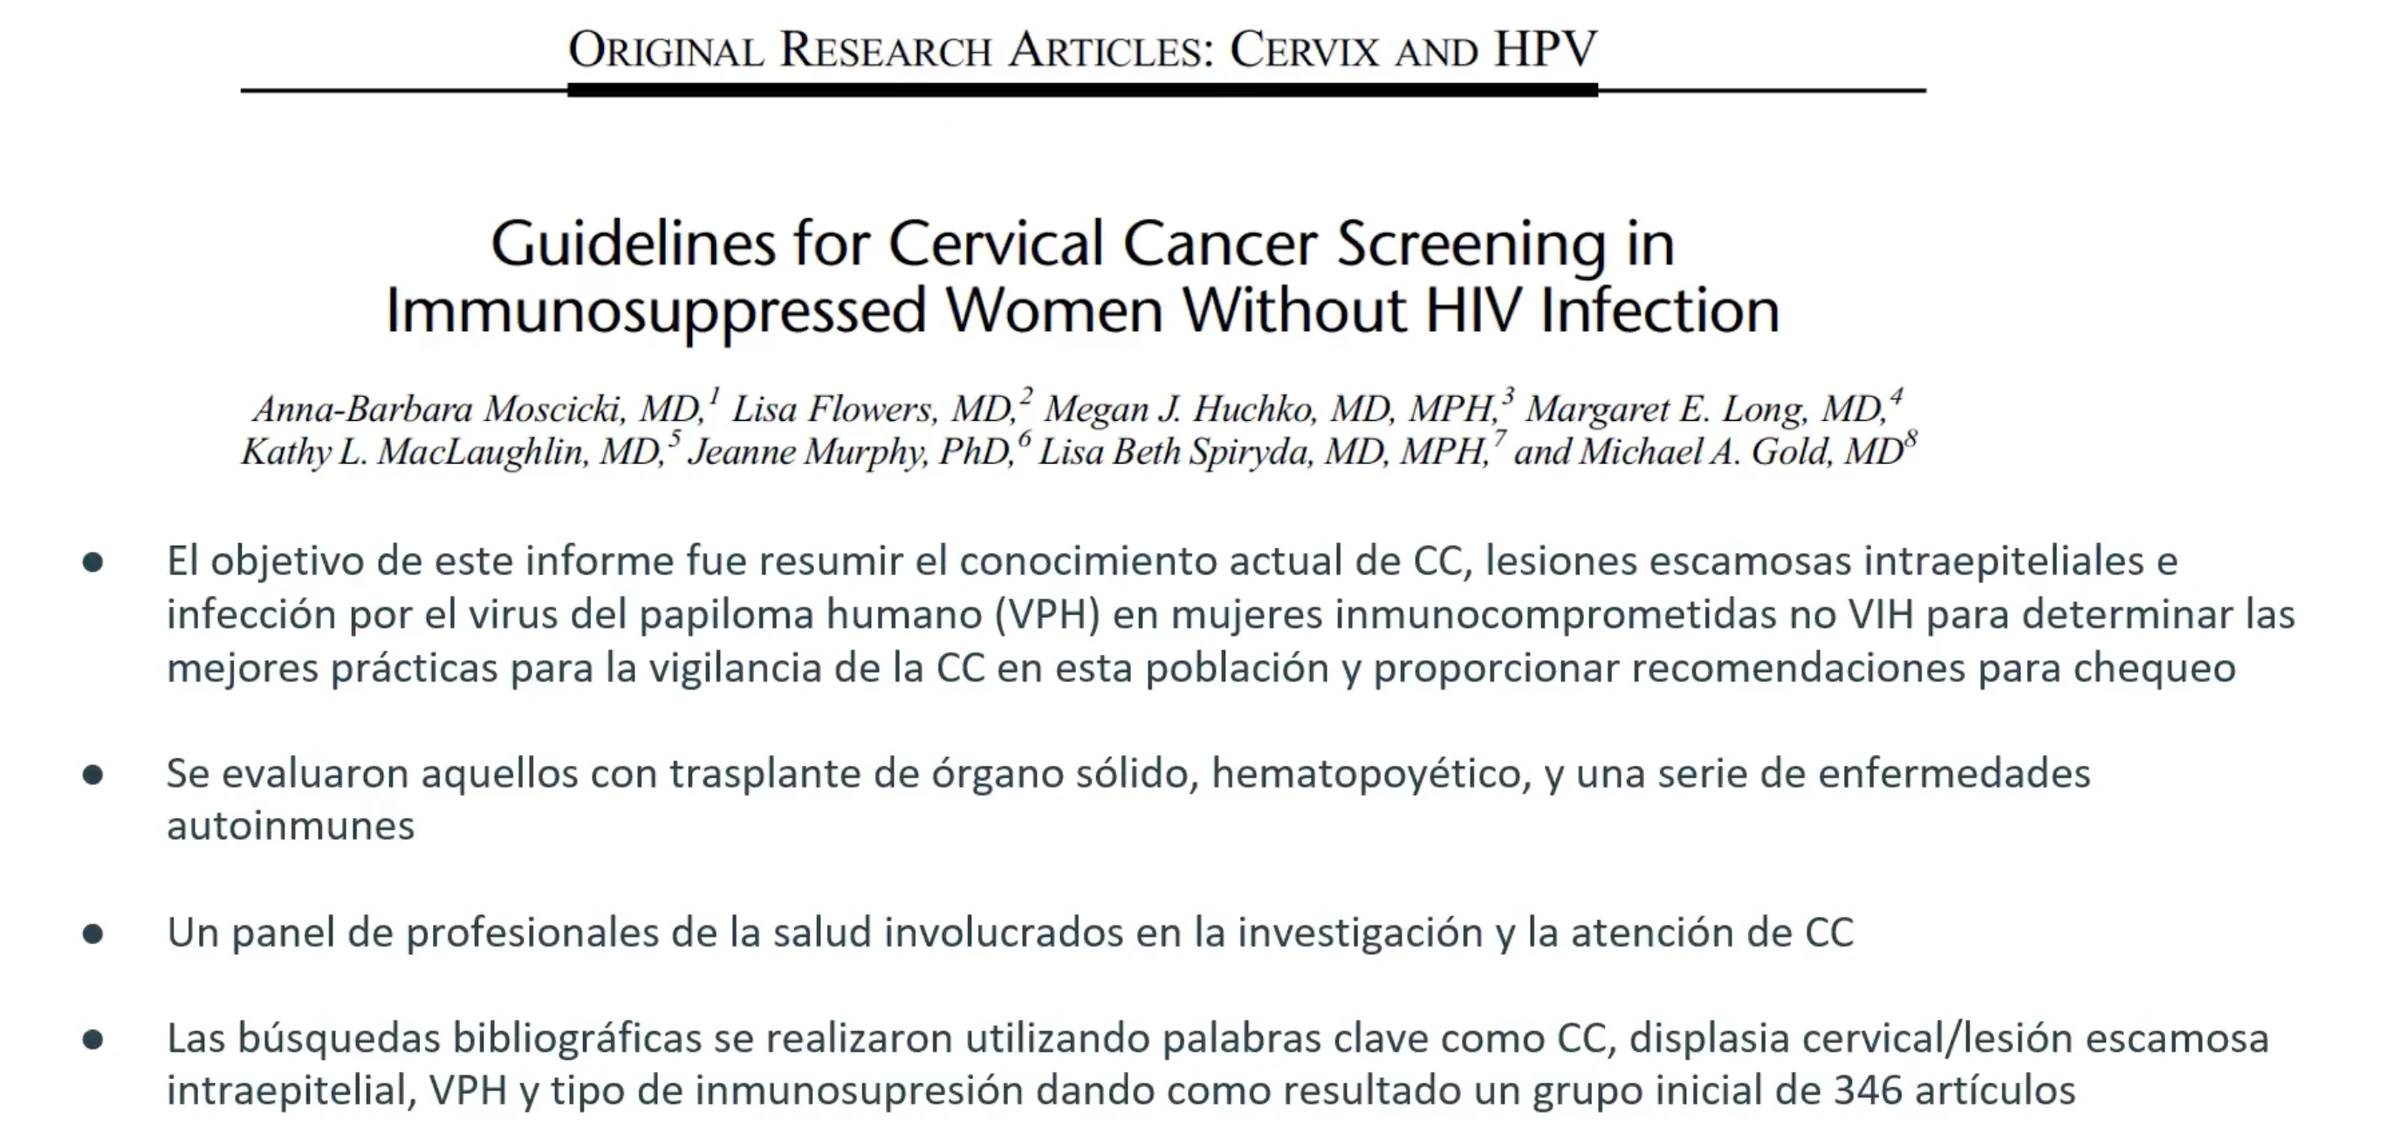 ORIGINAL RESEARCH ARTICLES: CERVIX AND HPV
Guidelines for Cervical Cancer Screening in
Immunosuppressed Women Without HIV Infection
Anna-Barbara Moscicki, MD,1 Lisa Flowers, MD,2 Megan J. Huchko, MD, MPH,3 Margaret E. Long, MD,4
Kathy L. MacLaughlin, MD,5 Jeanne Murphy, PhD,6 Lisa Beth Spiryda, MD, MPH,7 and Michael A. Gold, MD8
● El objetivo de este informe fue resumir el conocimiento actual de CC, lesiones escamosas intraepiteliales e
infección por el virus del papiloma humano (VPH) en mujeres inmunocomprometidas no VIH para determinar las
mejores prácticas para la vigilancia de la CC en esta población y proporcionar recomendaciones para chequeo
● Se evaluaron aquellos con trasplante de órgano sólido, hematopoyético, y una serie de enfermedades
autoinmunes
● Un panel de profesionales de la salud involucrados en la investigación y la atención de CC
● Las búsquedas bibliográficas se realizaron utilizando palabras clave como CC, displasia cervical/lesión escamosa
intraepitelial, VPH y tipo de inmunosupresión dando como resultado un grupo inicial de 346 artículos